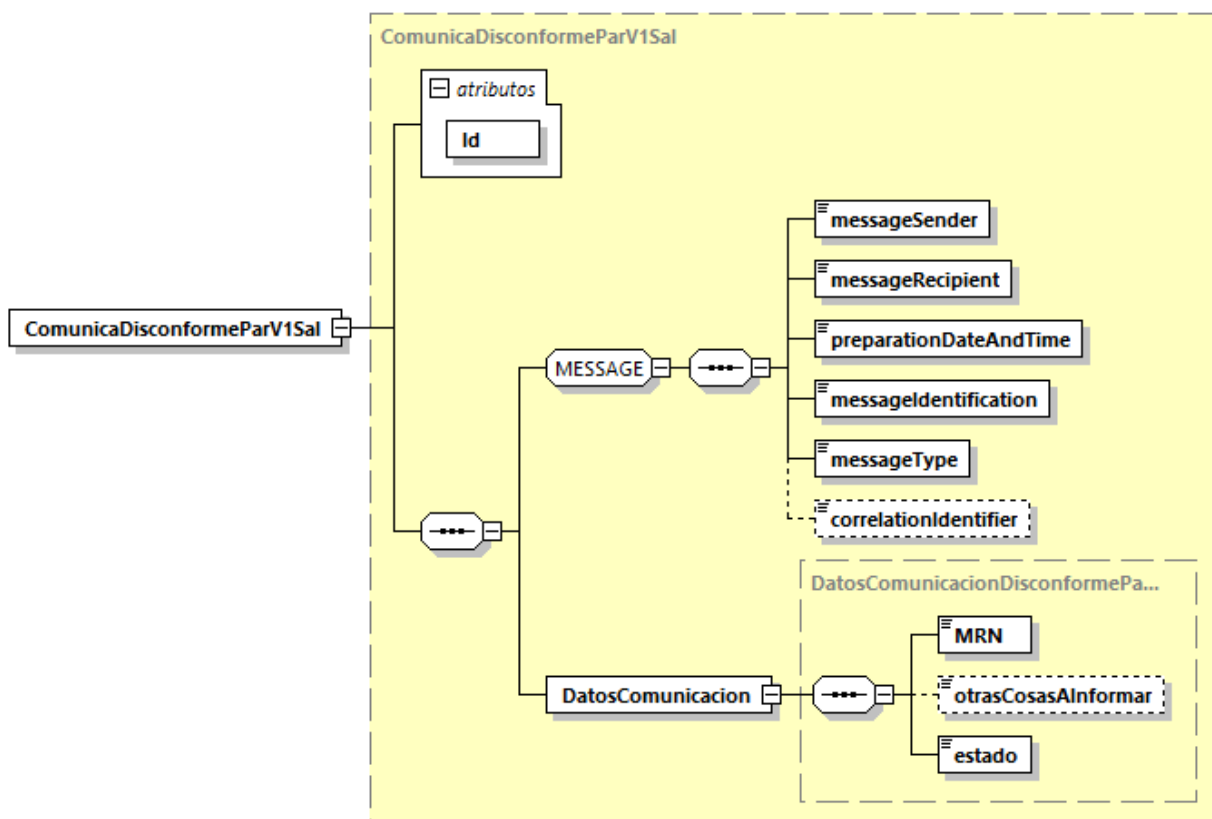 ComunicaDisconformeParV1Sal
atributos
Id
ComunicaDisconformeParV1Sal
MESSAGE
messageSender
messageRecipient
preparationDateAndTime
messageIdentification
messageType
correlationIdentifier
DatosComunicacionDisconformePa...
DatosComunicacion
MRN
otrasCosasAInformar
estado